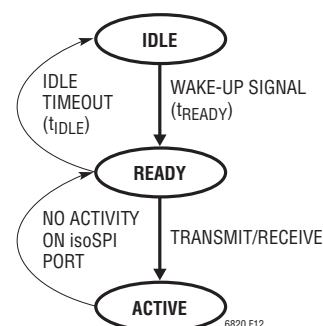 IDLE
IDLE
TIMEOUT
(tIDLE)
WAKE-UP SIGNAL
(tREADY)
READY
NO ACTIVITY
ON isoSPI
PORT
TRANSMIT/RECEIVE
ACTIVE
6820 F12